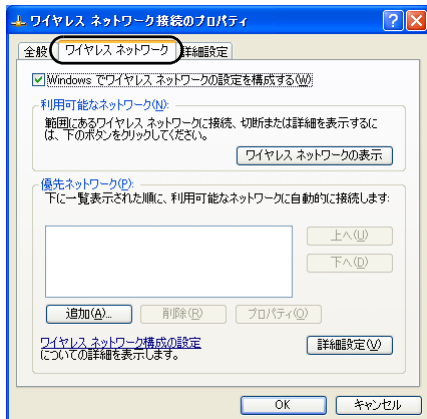 ワイヤレス ネットワーク接続のプロパティ
全般 ワイヤレス ネットワーク 詳細設定
Windows でワイヤレス ネットワークの設定を構成する(W)
利用可能なネットワーク(N):
範囲にあるワイヤレス ネットワークに接続、切断または詳細を表示するに
は、下のボタンをクリックしてください。
ワイヤレス ネットワークの表示
優先ネットワーク(P):
下に一覧表示された順に、利用可能なネットワークに自動的に接続します:
上へ(U)
下へ(D)
追加(A)... 削除(R) プロパティ(O)
ワイヤレス ネットワーク構成の設定
についての詳細を表示します。
詳細設定(V)
OK キャンセル